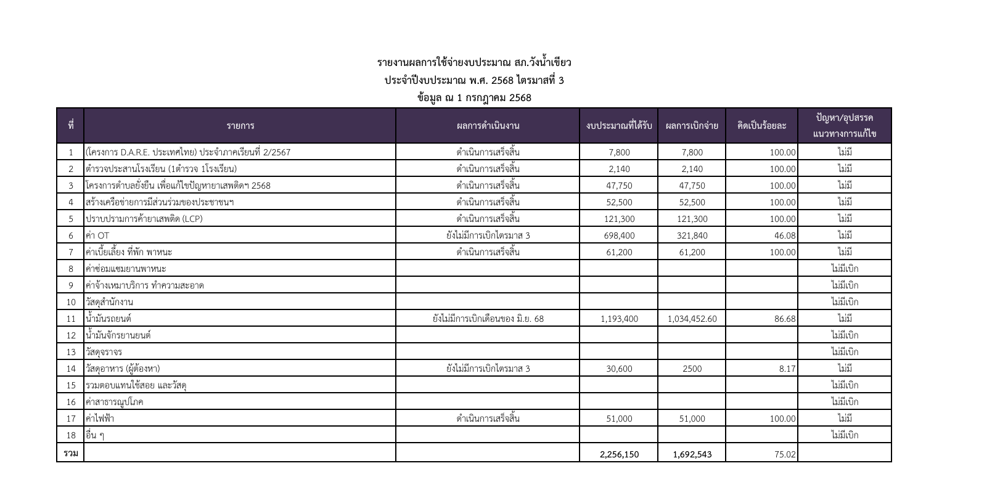 รายงานผลการใช้จ่ายงบประมาณ สภ.วังน้ำเขียว
ประจำปีงบประมาณ พ.ศ. 2568 ไตรมาสที่ 3
ข้อมูล ณ 1 กรกฎาคม 2568
ที่ รายการ ผลการดำเนินงาน งบประมาณที่ได้รับ ผลการเบิกจ่าย คิดเป็นร้อยละ ปัญหา/อุปสรรค
แนวทางการแก้ไข
1 (โครงการ D.A.R.E. ประเทศไทย) ประจำภาคเรียนที่ 2/2567 ดำเนินการเสร็จสิ้น 7,800 7,800 100.00 ไม่มี
2 ตำรวจประสานโรงเรียน (1ตำรวจ 1โรงเรียน) ดำเนินการเสร็จสิ้น 2,140 2,140 100.00 ไม่มี
3 โครงการตำบลยั่งยืน เพื่อแก้ไขปัญหายาเสพติดฯ 2568 ดำเนินการเสร็จสิ้น 47,750 47,750 100.00 ไม่มี
4 สร้างเครือข่ายการมีส่วนร่วมของประชาชนฯ ดำเนินการเสร็จสิ้น 52,500 52,500 100.00 ไม่มี
5 ปราบปรามการค้ายาเสพติด (LCP) ดำเนินการเสร็จสิ้น 121,300 121,300 100.00 ไม่มี
6 ค่า OT ยังไม่มีการเบิกไตรมาส 3 698,400 321,840 46.08 ไม่มี
7 ค่าเบี้ยเลี้ยง ที่พัก พาหนะ ดำเนินการเสร็จสิ้น 61,200 61,200 100.00 ไม่มี
8 ค่าซ่อมแซมยานพาหนะ ไม่มีเบิก
9 ค่าจ้างเหมาบริการ ทำความสะอาด ไม่มีเบิก
10 วัสดุสำนักงาน ไม่มีเบิก
11 น้ำมันรถยนต์ ยังไม่มีการเบิกเดือนของ มิ.ย. 68 1,193,400 1,034,452.60 86.68 ไม่มี
12 น้ำมันจักรยานยนต์ ไม่มีเบิก
13 วัสดุจราจร ไม่มีเบิก
14 วัสดุอาหาร (ผู้ต้องหา) ยังไม่มีการเบิกไตรมาส 3 30,600 2500 8.17 ไม่มี
15 รวมตอบแทนใช้สอย และวัสดุ ไม่มีเบิก
16 ค่าสาธารณูปโภค ไม่มีเบิก
17 ค่าไฟฟ้า ดำเนินการเสร็จสิ้น 51,000 51,000 100.00 ไม่มี
18 อื่น ๆ ไม่มีเบิก
รวม 2,256,150 1,692,543 75.02